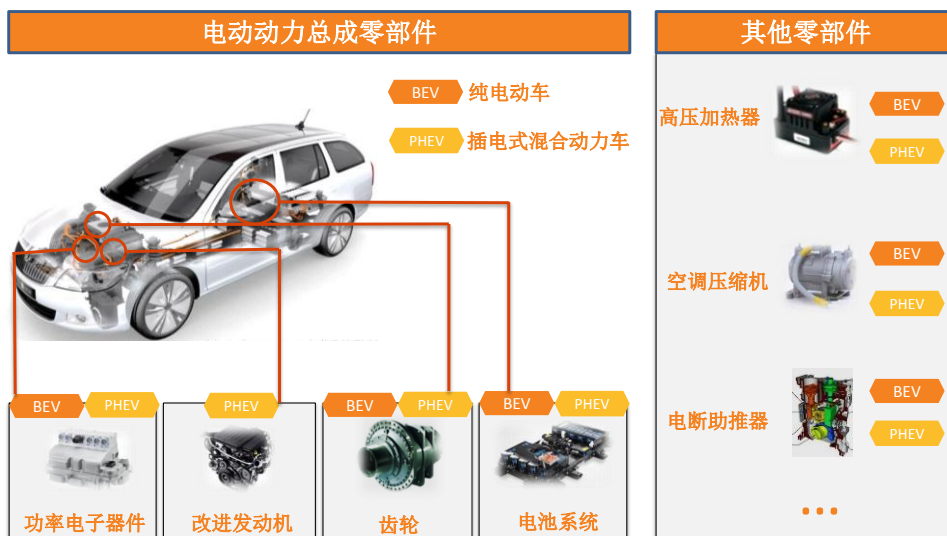 电动动力总成零部件
其他零部件
BEV 纯电动车
PHEV 插电式混合动力车
高压加热器
BEV
PHEV
空调压缩机
BEV
PHEV
电断助推器
BEV
PHEV
...
BEV PHEV
功率电子器件
PHEV
改进发动机
BEV PHEV
齿轮
BEV PHEV
电池系统